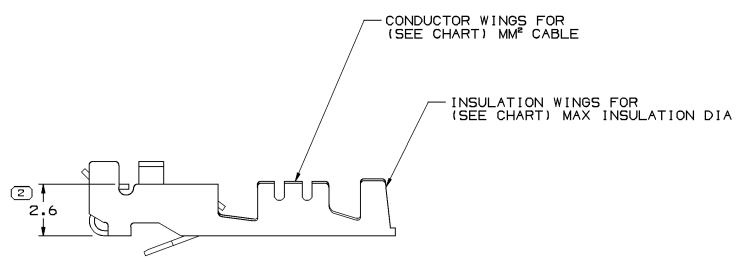 CONDUCTOR WINGS FOR
(SEE CHART) MM² CABLE
INSULATION WINGS FOR
(SEE CHART) MAX INSULATION DIA
2
2.6